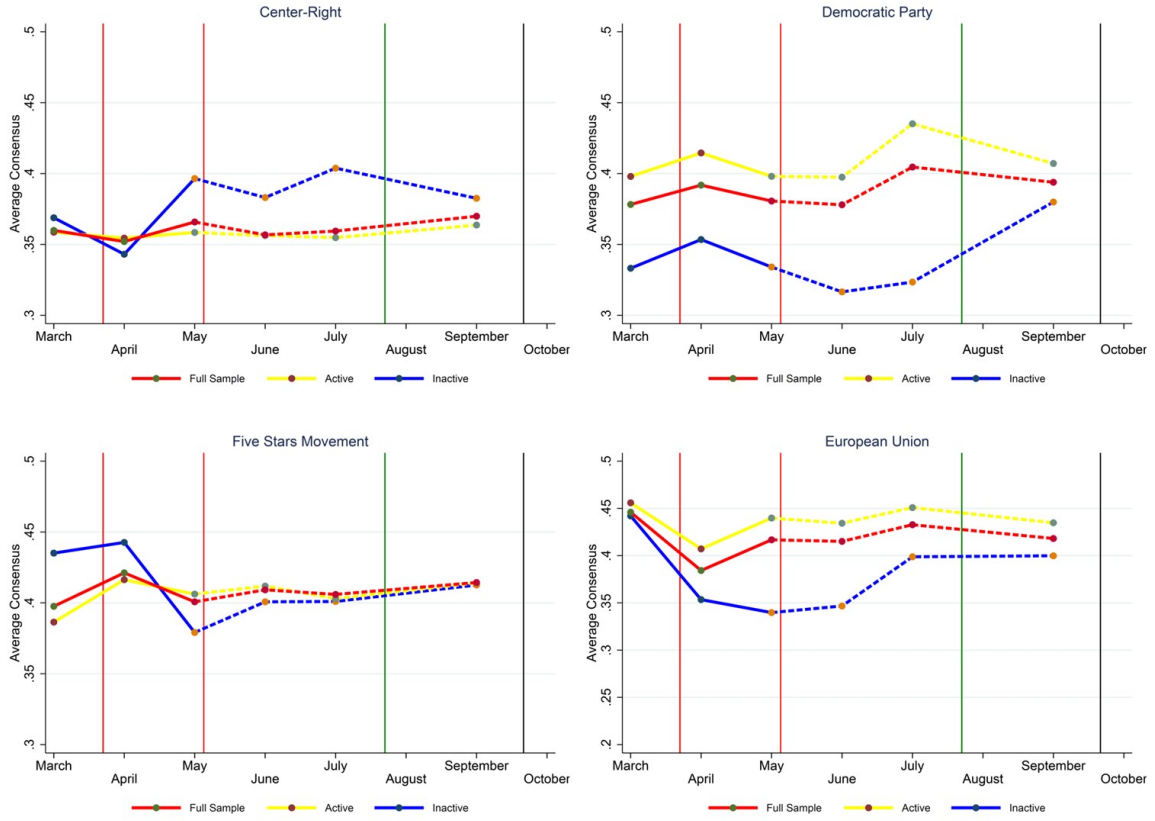 Center-Right
Average Consensus
.5
.45
.4
.35
.3
March
April
May
June
July
August
September
October
Full Sample Active Inactive
Democratic Party
Average Consensus
.5
.45
.4
.35
.3
March
April
May
June
July
August
September
October
Full Sample Active Inactive
Five Stars Movement
Average Consensus
.5
.45
.4
.35
.3
March
April
May
June
July
August
September
October
Full Sample Active Inactive
European Union
Average Consensus
.5
.45
.4
.35
.3
.25
.2
March
April
May
June
July
August
September
October
Full Sample Active Inactive